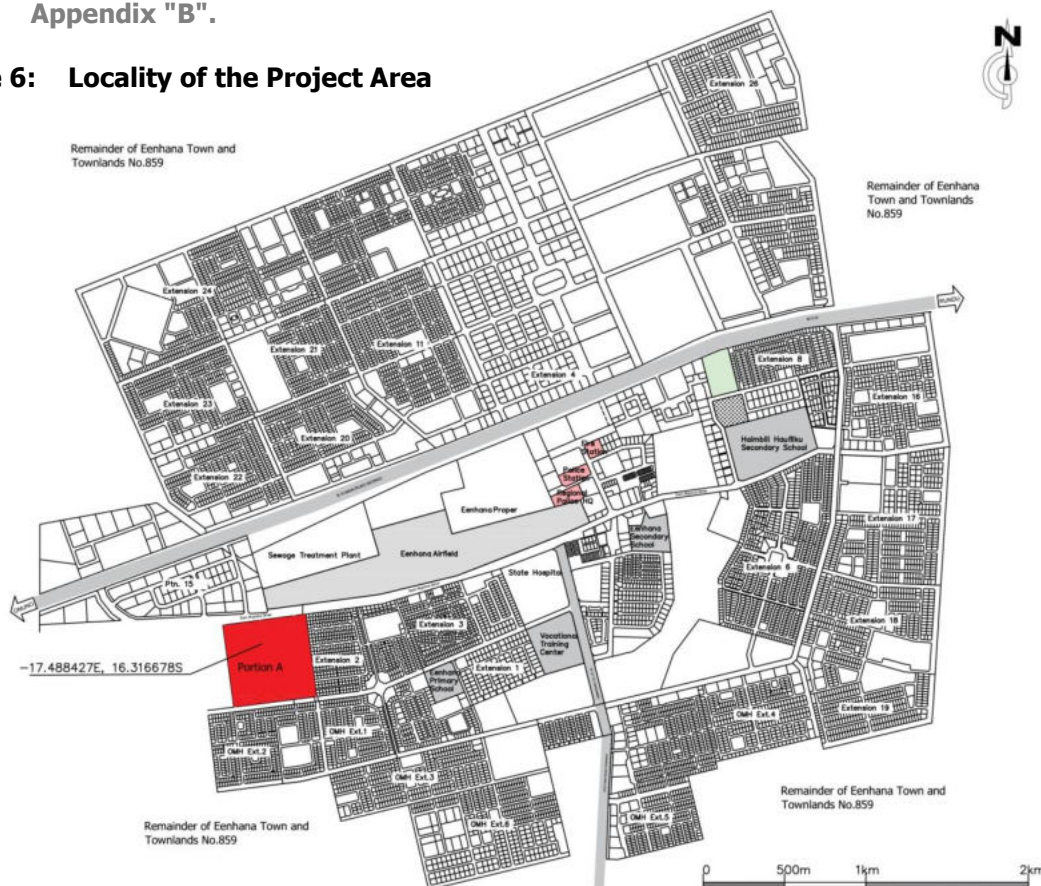 Appendix "B".
6: Locality of the Project Area
N
Remainder of Eenhana Town and
Townlands No.859
Extension 26
Remainder of Eenhana
Town and Townlands
No.859
Extension 24
Extension 21
Extension 11
Extension 4
Extension 8
Extension 23
Extension 16
Extension 20
Extension 22
Haimbili Haufiku
Secondary School
Fire
Station
Police
Station
Regional
Police HQ
Eenhana Proper
Extension 17
Eenhana
Secondary
School
Sewage Treatment Plant
Eenhana Airfield
State Hospital
Extension 6
Ptn. 15
Extension 3
Extension 18
Vocational
Training
Center
-17.488427E, 16.316678S
Portion A
Extension 2
Extension 1
Eenhana
Primary
School
Extension 19
OMH Ext.4
OMH Ext.1
OMH Ext.2
OMH Ext.3
OMH Ext.5
OMH Ext.6
Remainder of Eenhana Town and
Townlands No.859
Remainder of Eenhana Town and
Townlands No.859
0 500m 1km 2km